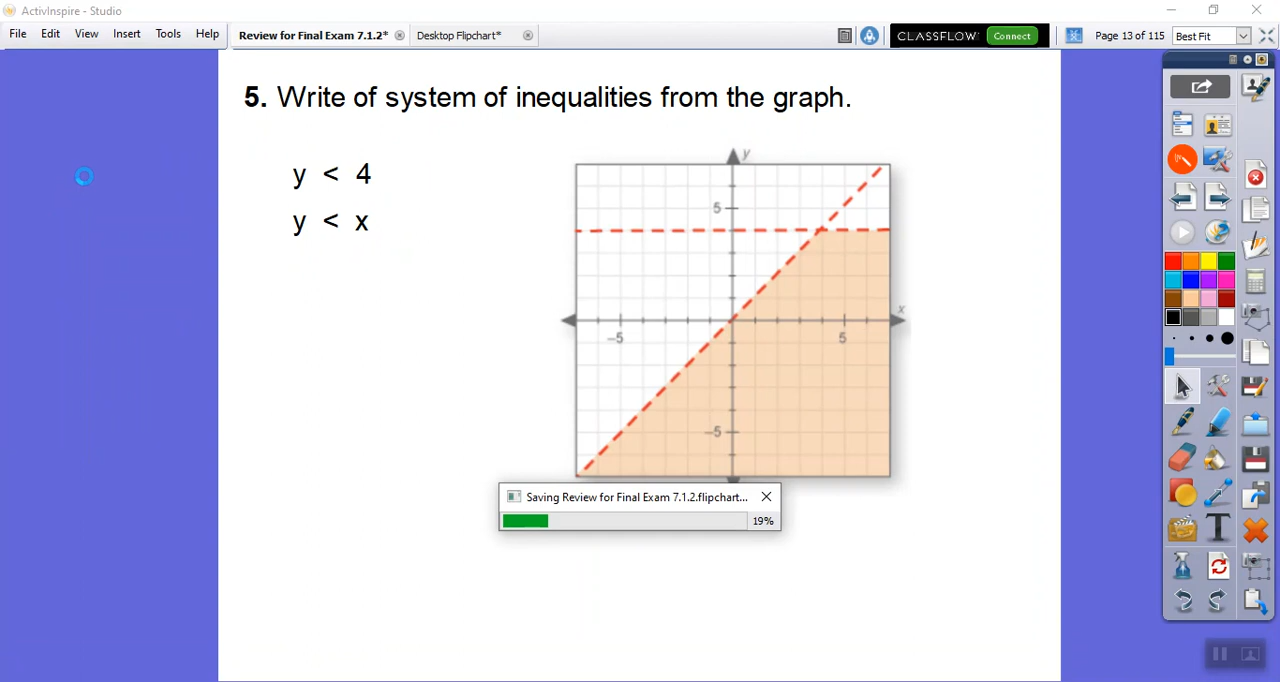 ActivInspire - Studio
File Edit View Insert Tools Help
Review for Final Exam 7.1.2*
Desktop Flipchart*
CLASSFLOW
Connect
Page 13 of 115
Best Fit
5. Write of system of inequalities from the graph.
y < 4
y < x
y
5
x
-5
5
-5
Saving Review for Final Exam 7.1.2.flipchart...
19%
T